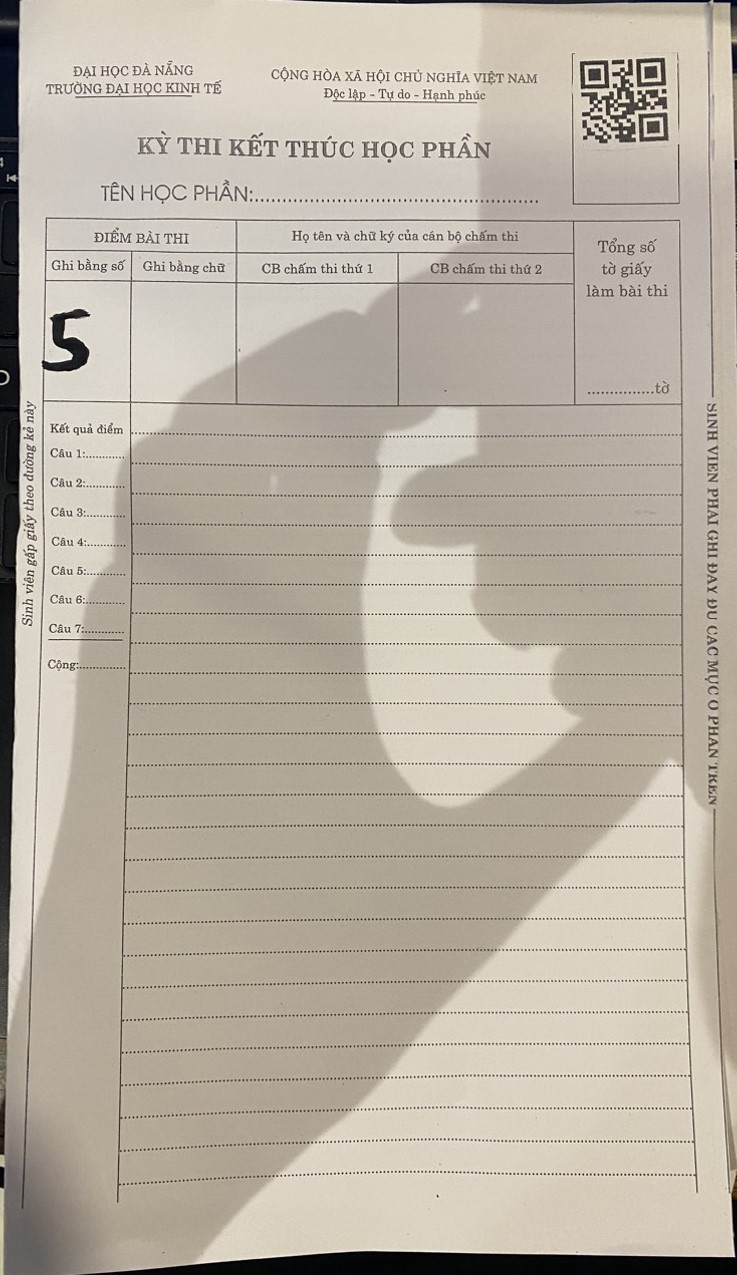 ĐẠI HỌC ĐÀ NẴNG
TRƯỜNG ĐẠI HỌC KINH TẾ
CỘNG HÒA XÃ HỘI CHỦ NGHĨA VIỆT NAM
Độc lập - Tự do - Hạnh phúc
KỲ THI KẾT THÚC HỌC PHẦN
TÊN HỌC PHẦN:....................................................
ĐIỂM BÀI THI
Họ tên và chữ ký của cán bộ chấm thi
Tổng số
tờ giấy
làm bài thi
Ghi bằng số
Ghi bằng chữ
CB chấm thi thứ 1
CB chấm thi thứ 2
5
...............tờ
Kết quả điểm
Câu 1:...........
Câu 2:...........
Câu 3:...........
Câu 4:...........
Câu 5:...........
Câu 6:...........
Câu 7:...........
Cộng:.............
Sinh viên gấp giấy theo đường kẻ này
SINH VIÊN PHẢI GHI ĐẦY ĐỦ CÁC MỤC Ở PHẦN TRÊN